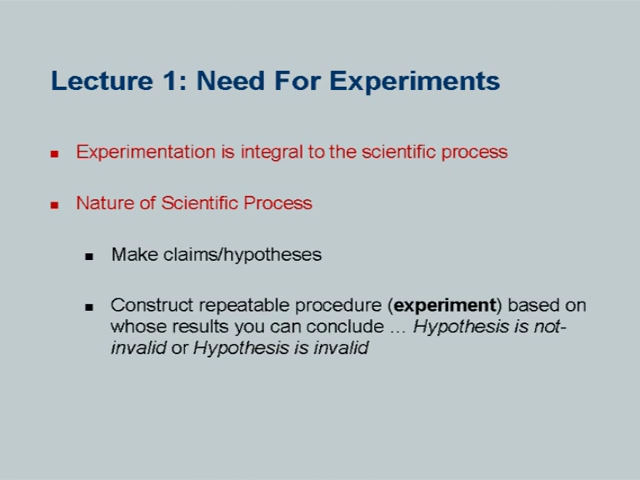 Lecture 1: Need For Experiments
Experimentation is integral to the scientific process
Nature of Scientific Process
Make claims/hypotheses
Construct repeatable procedure (experiment) based on
whose results you can conclude … Hypothesis is not-
invalid or Hypothesis is invalid